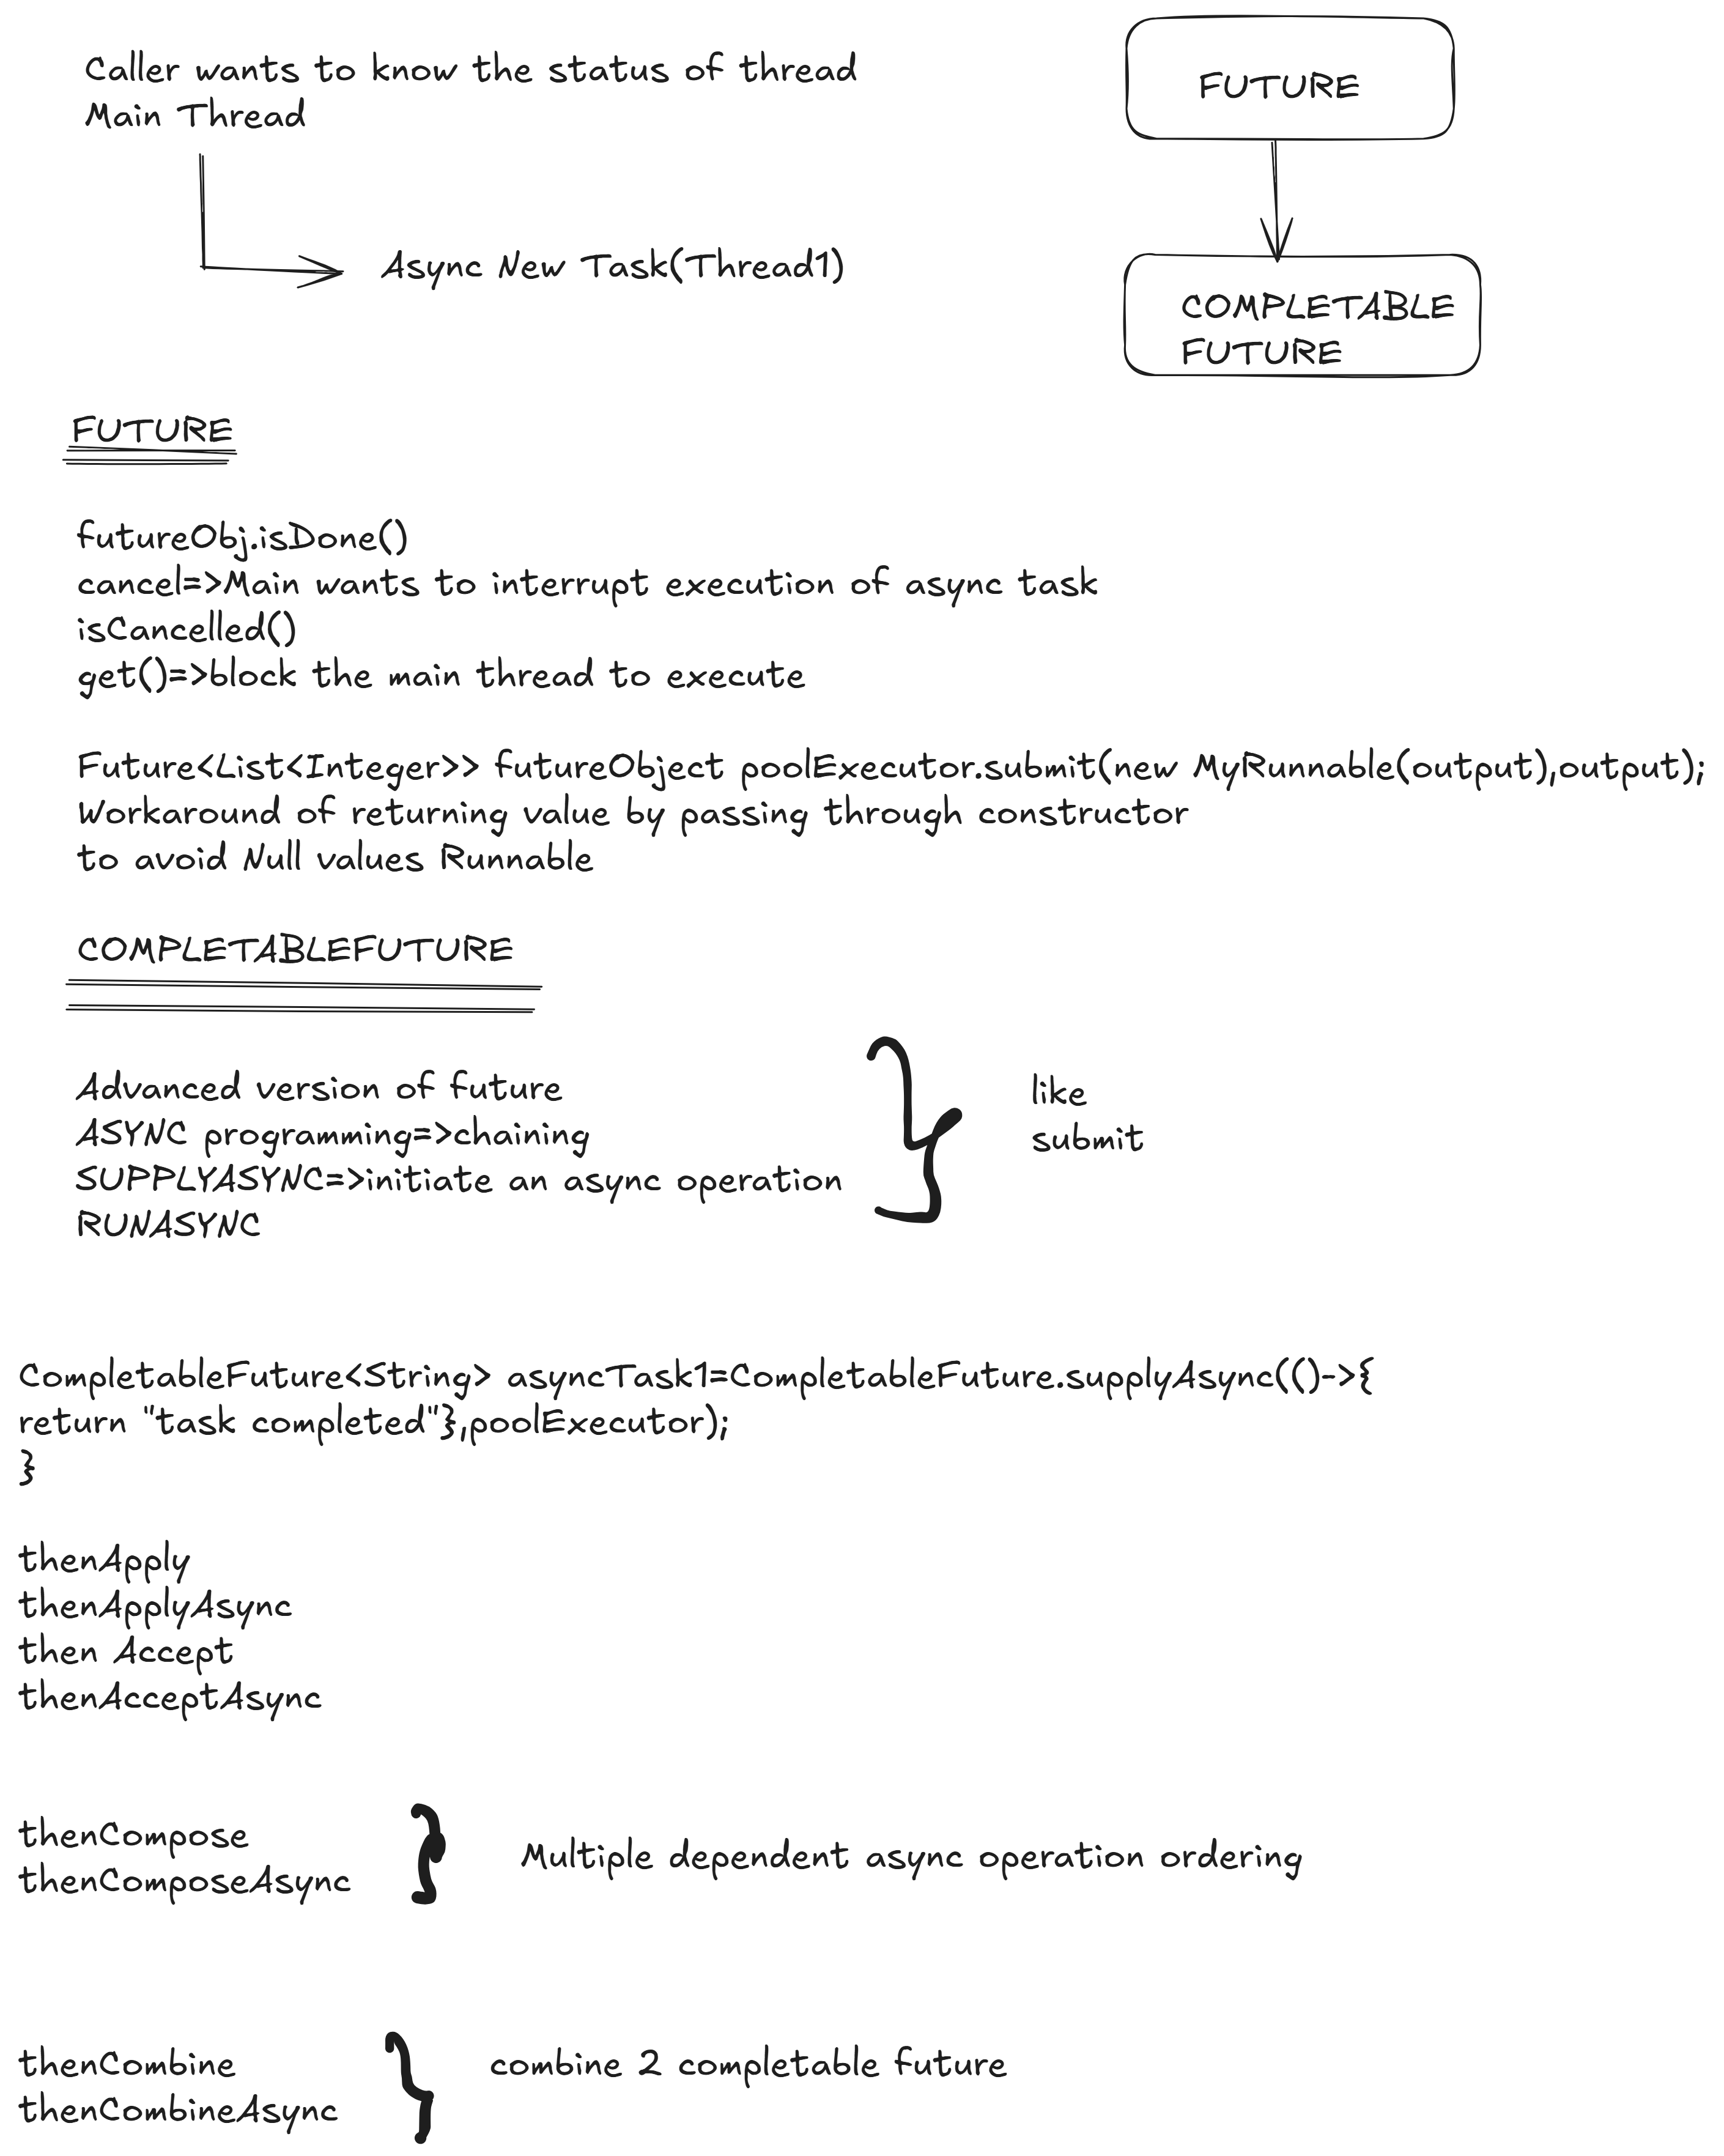 Caller wants to know the status of thread
Main Thread
Async New Task(Thread1)
FUTURE
COMPLETABLE
FUTURE
FUTURE
futureObj.isDone()
cancel=>Main wants to interrupt execution of async task
isCancelled()
get()=>block the main thread to execute
Future<List<Integer>> futureObject poolExecutor.submit(new MyRunnable(output),output);
Workaround of returning value by passing through constructor
to avoid Null values Runnable
COMPLETABLEFUTURE
Advanced version of future
ASYNC programming=>chaining
SUPPLYASYNC=>initiate an async operation
RUNASYNC
like
submit
CompletableFuture<String> asyncTask1=CompletableFuture.supplyAsync(()->{
return "task completed"},poolExecutor);
}
thenApply
thenApplyAsync
then Accept
thenAcceptAsync
thenCompose
thenComposeAsync
Multiple dependent async operation ordering
thenCombine
thenCombineAsync
combine 2 completable future